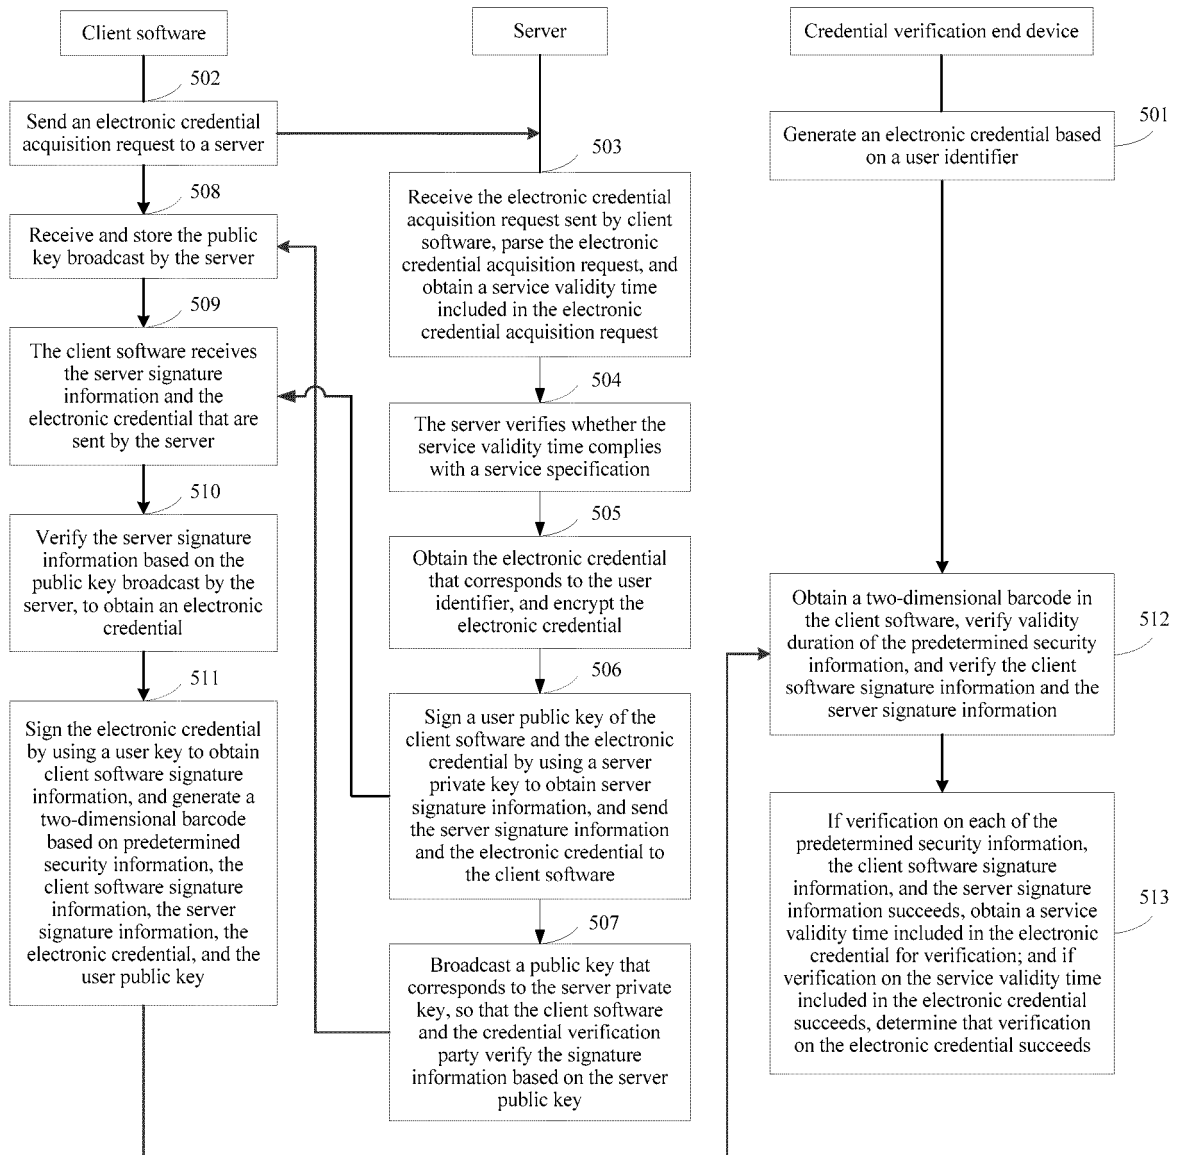 Client software
502
Send an electronic credential
acquisition request to a server
508
Receive and store the public
key broadcast by the server
509
The client software receives
the server signature
information and the
electronic credential that are
sent by the server
510
Verify the server signature
information based on the
public key broadcast by the
server, to obtain an electronic
credential
511
Sign the electronic credential
by using a user key to obtain
client software signature
information, and generate a
two-dimensional barcode
based on predetermined
security information, the
client software signature
information, the server
signature information, the
electronic credential, and the
user public key
Server
503
Receive the electronic credential
acquisition request sent by client
software, parse the electronic
credential acquisition request, and
obtain a service validity time
included in the electronic
credential acquisition request
504
The server verifies whether the
service validity time complies
with a service specification
505
Obtain the electronic credential
that corresponds to the user
identifier, and encrypt the
electronic credential
506
Sign a user public key of the
client software and the electronic
credential by using a server
private key to obtain server
signature information, and send
the server signature information
and the electronic credential to
the client software
507
Broadcast a public key that
corresponds to the server private
key, so that the client software
and the credential verification
party verify the signature
information based on the server
public key
Credential verification end device
501
Generate an electronic credential based
on a user identifier
512
Obtain a two-dimensional barcode in
the client software, verify validity
duration of the predetermined security
information, and verify the client
software signature information and the
server signature information
513
If verification on each of the
predetermined security information,
the client software signature
information, and the server signature
information succeeds, obtain a service
validity time included in the electronic
credential for verification; and if
verification on the service validity time
included in the electronic credential
succeeds, determine that verification
on the electronic credential succeeds